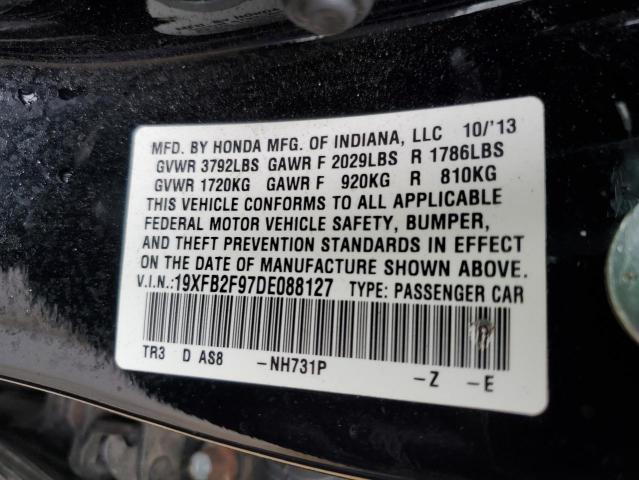 MFD. BY HONDA MFG. OF INDIANA, LLC 10/'13
GVWR 3792LBS GAWR F 2029LBS R 1786LBS
GVWR 1720KG GAWR F 920KG R 810KG
THIS VEHICLE CONFORMS TO ALL APPLICABLE
FEDERAL MOTOR VEHICLE SAFETY, BUMPER,
AND THEFT PREVENTION STANDARDS IN EFFECT
ON THE DATE OF MANUFACTURE SHOWN ABOVE.
V.I.N.:19XFB2F97DE088127 TYPE: PASSENGER CAR
TR3 D AS8 -NH731P -Z -E